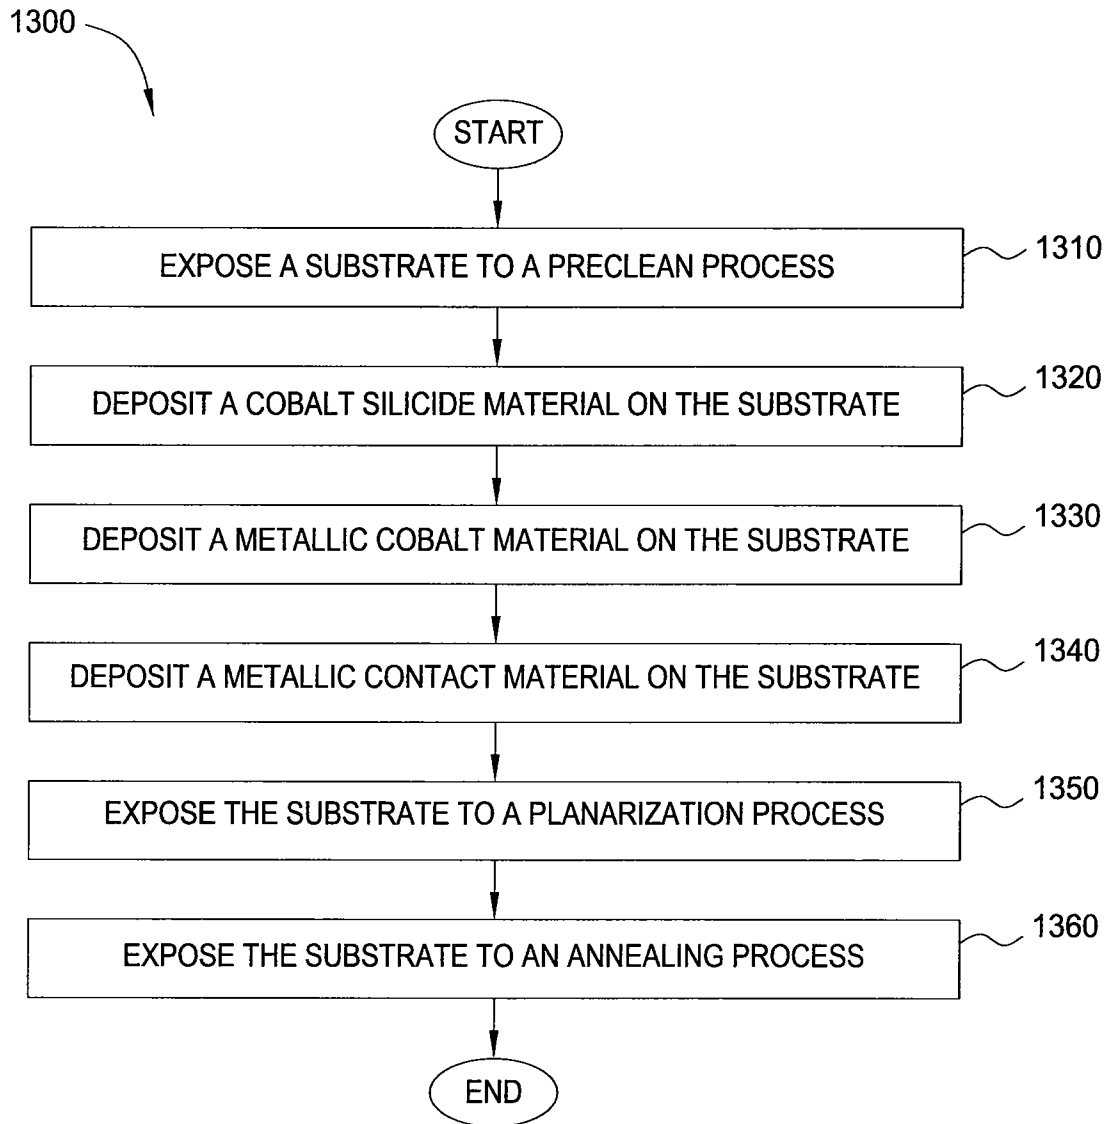 1300
START
EXPOSE A SUBSTRATE TO A PRECLEAN PROCESS
1310
DEPOSIT A COBALT SILICIDE MATERIAL ON THE SUBSTRATE
1320
DEPOSIT A METALLIC COBALT MATERIAL ON THE SUBSTRATE
1330
DEPOSIT A METALLIC CONTACT MATERIAL ON THE SUBSTRATE
1340
EXPOSE THE SUBSTRATE TO A PLANARIZATION PROCESS
1350
EXPOSE THE SUBSTRATE TO AN ANNEALING PROCESS
1360
END